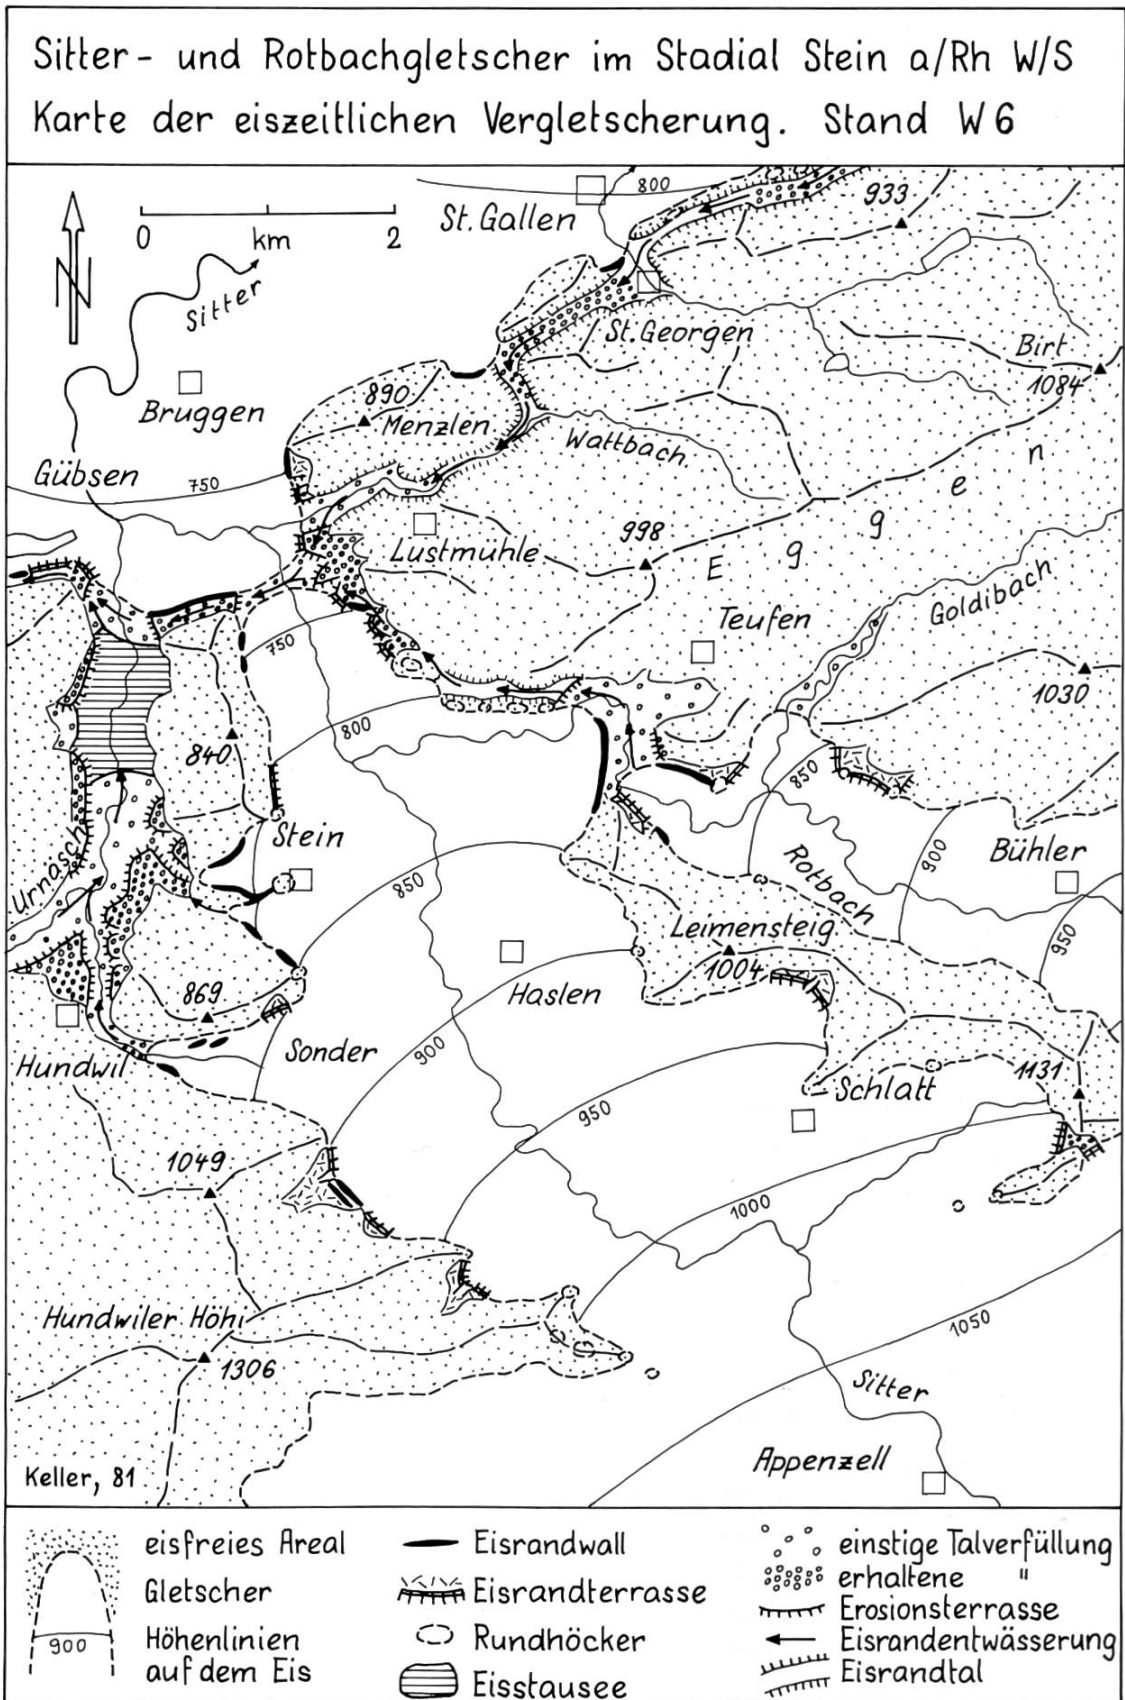 Sitter- und Rotbachgletscher im Stadial Stein a/Rh W/S
Karte der eiszeitlichen Vergletscherung. Stand W6
800
933
St. Gallen
0 km 2
N
Sitter
St. Georgen
Birt
1084
Bruggen
890
Menzlen
Wattbach
Gübsen
750
Lustmühle
998
E g g e n
Teufen
Goldibach
750
1030
800
840
850
Stein
Urnäsch
850
Rotbach
900
Bühler
Leimensteig
1004
950
869
Haslen
Sonder
900
Hundwil
Schlatt
1131
950
1049
1000
Hundwiler Höhi
1050
1306
Sitter
Appenzell
Keller, 81
eisfreies Areal
Gletscher
900
Höhenlinien
auf dem Eis
Eisrandwall
Eisrandterrasse
Rundhöcker
Eisstausee
einstige Talverfüllung
erhaltene "
Erosionsterrasse
Eisrandentwässerung
Eisrandtal